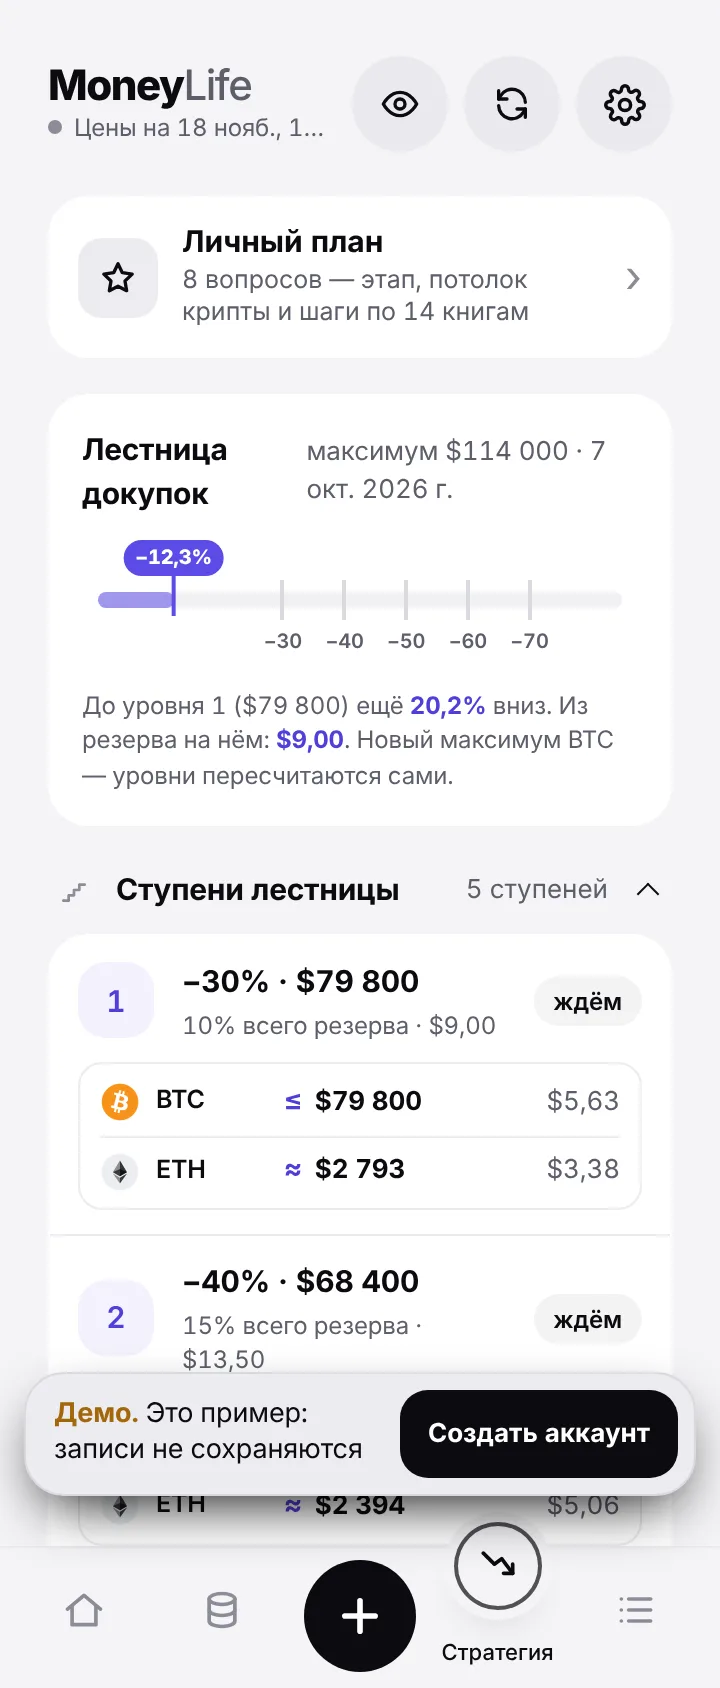 MoneyLife
Цены на 18 нояб., 1...
Личный план
8 вопросов — этап, потолок
крипты и шаги по 14 книгам
Лестница
докупок
максимум $114 000 · 7
окт. 2026 г.
−12,3%
−30 −40 −50 −60 −70
До уровня 1 ($79 800) ещё 20,2% вниз. Из
резерва на нём: $9,00. Новый максимум BTC
— уровни пересчитаются сами.
Ступени лестницы 5 ступеней
1
−30% · $79 800
10% всего резерва · $9,00
ждём
BTC ≤ $79 800 $5,63
ETH ≈ $2 793 $3,38
2
−40% · $68 400
15% всего резерва ·
$13,50
ждём
Демо. Это пример:
записи не сохраняются
Создать аккаунт
ETH ≈ $2 394 $5,06
Стратегия